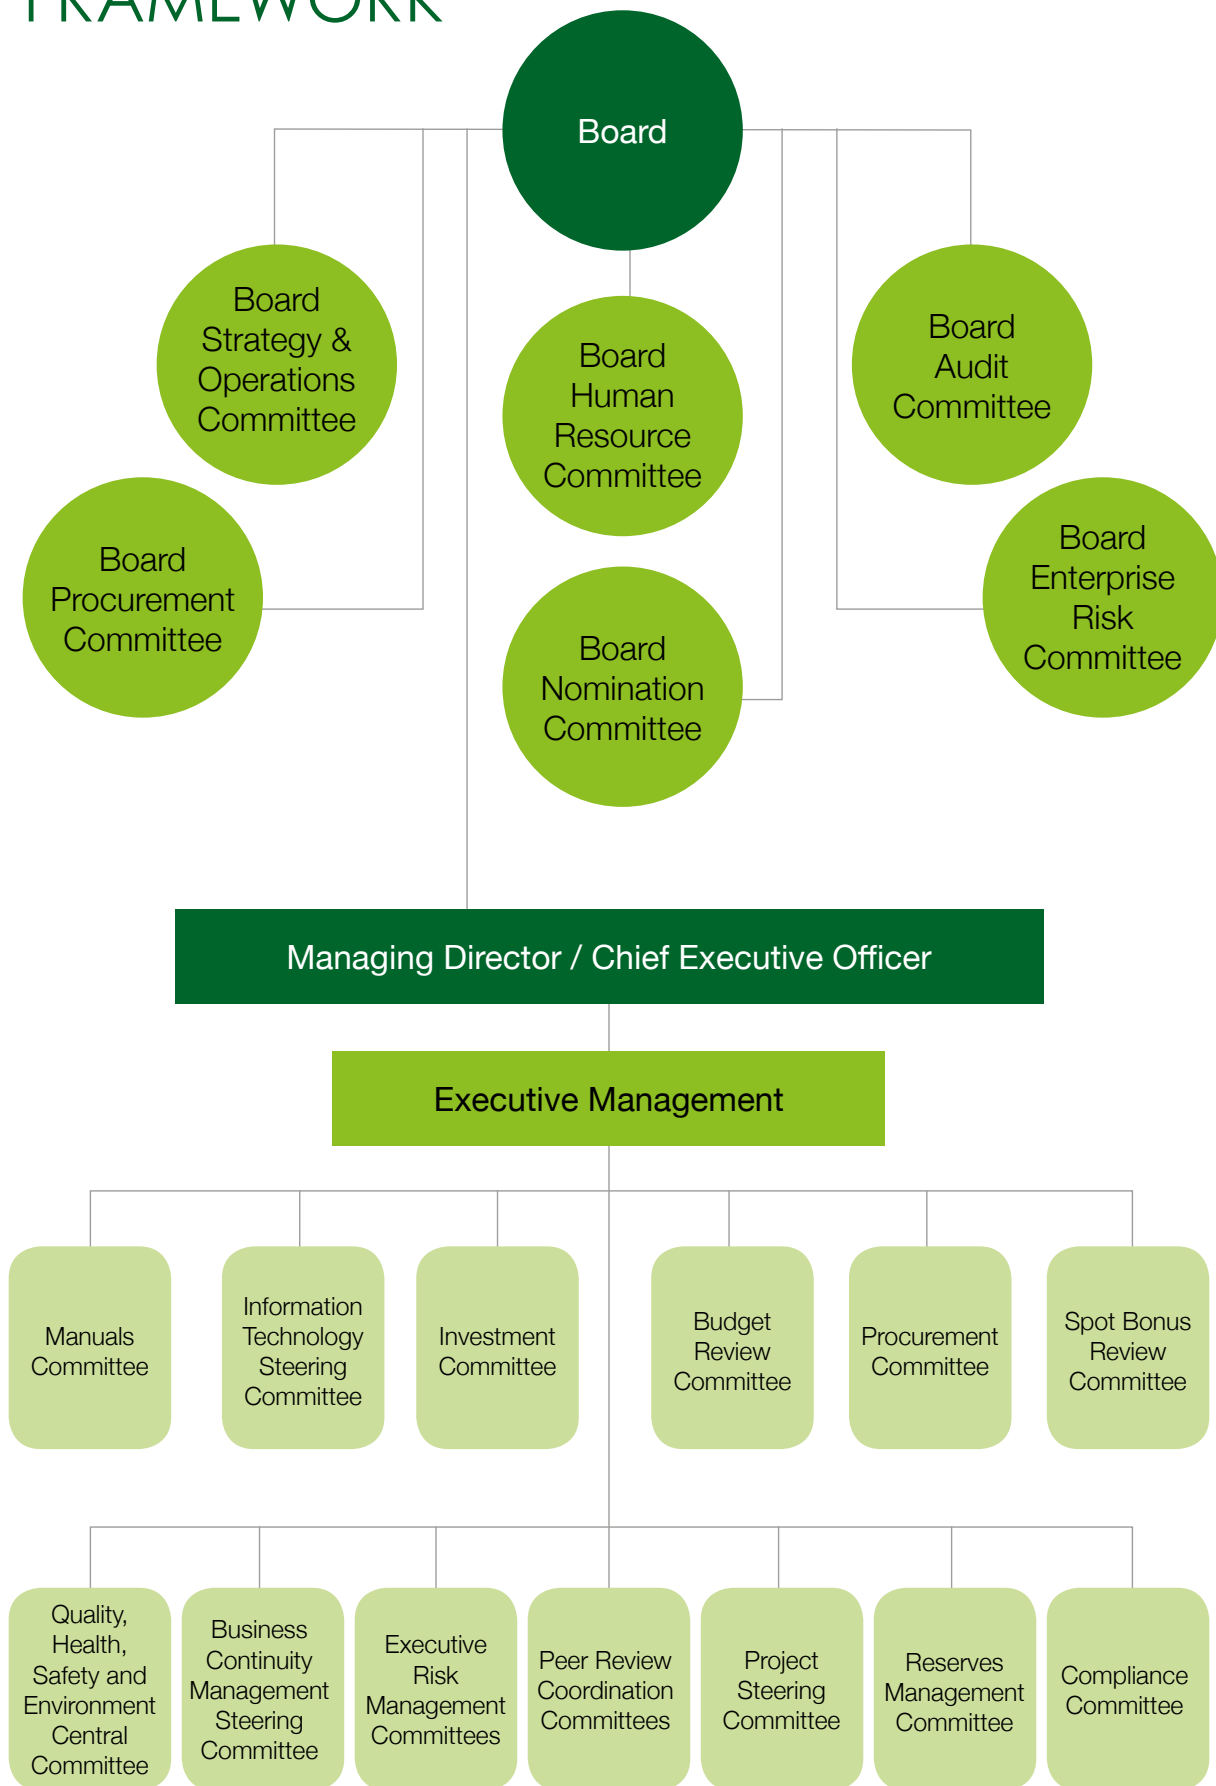 FRAMEWORK
Board
Board
Strategy &
Operations
Committee
Board
Human
Resource
Committee
Board
Audit
Committee
Board
Procurement
Committee
Board
Nomination
Committee
Board
Enterprise
Risk
Committee
Managing Director / Chief Executive Officer
Executive Management
Manuals
Committee
Information
Technology
Steering
Committee
Investment
Committee
Budget
Review
Committee
Procurement
Committee
Spot Bonus
Review
Committee
Quality,
Health,
Safety and
Environment
Central
Committee
Business
Continuity
Management
Steering
Committee
Executive
Risk
Management
Committees
Peer Review
Coordination
Committees
Project
Steering
Committee
Reserves
Management
Committee
Compliance
Committee